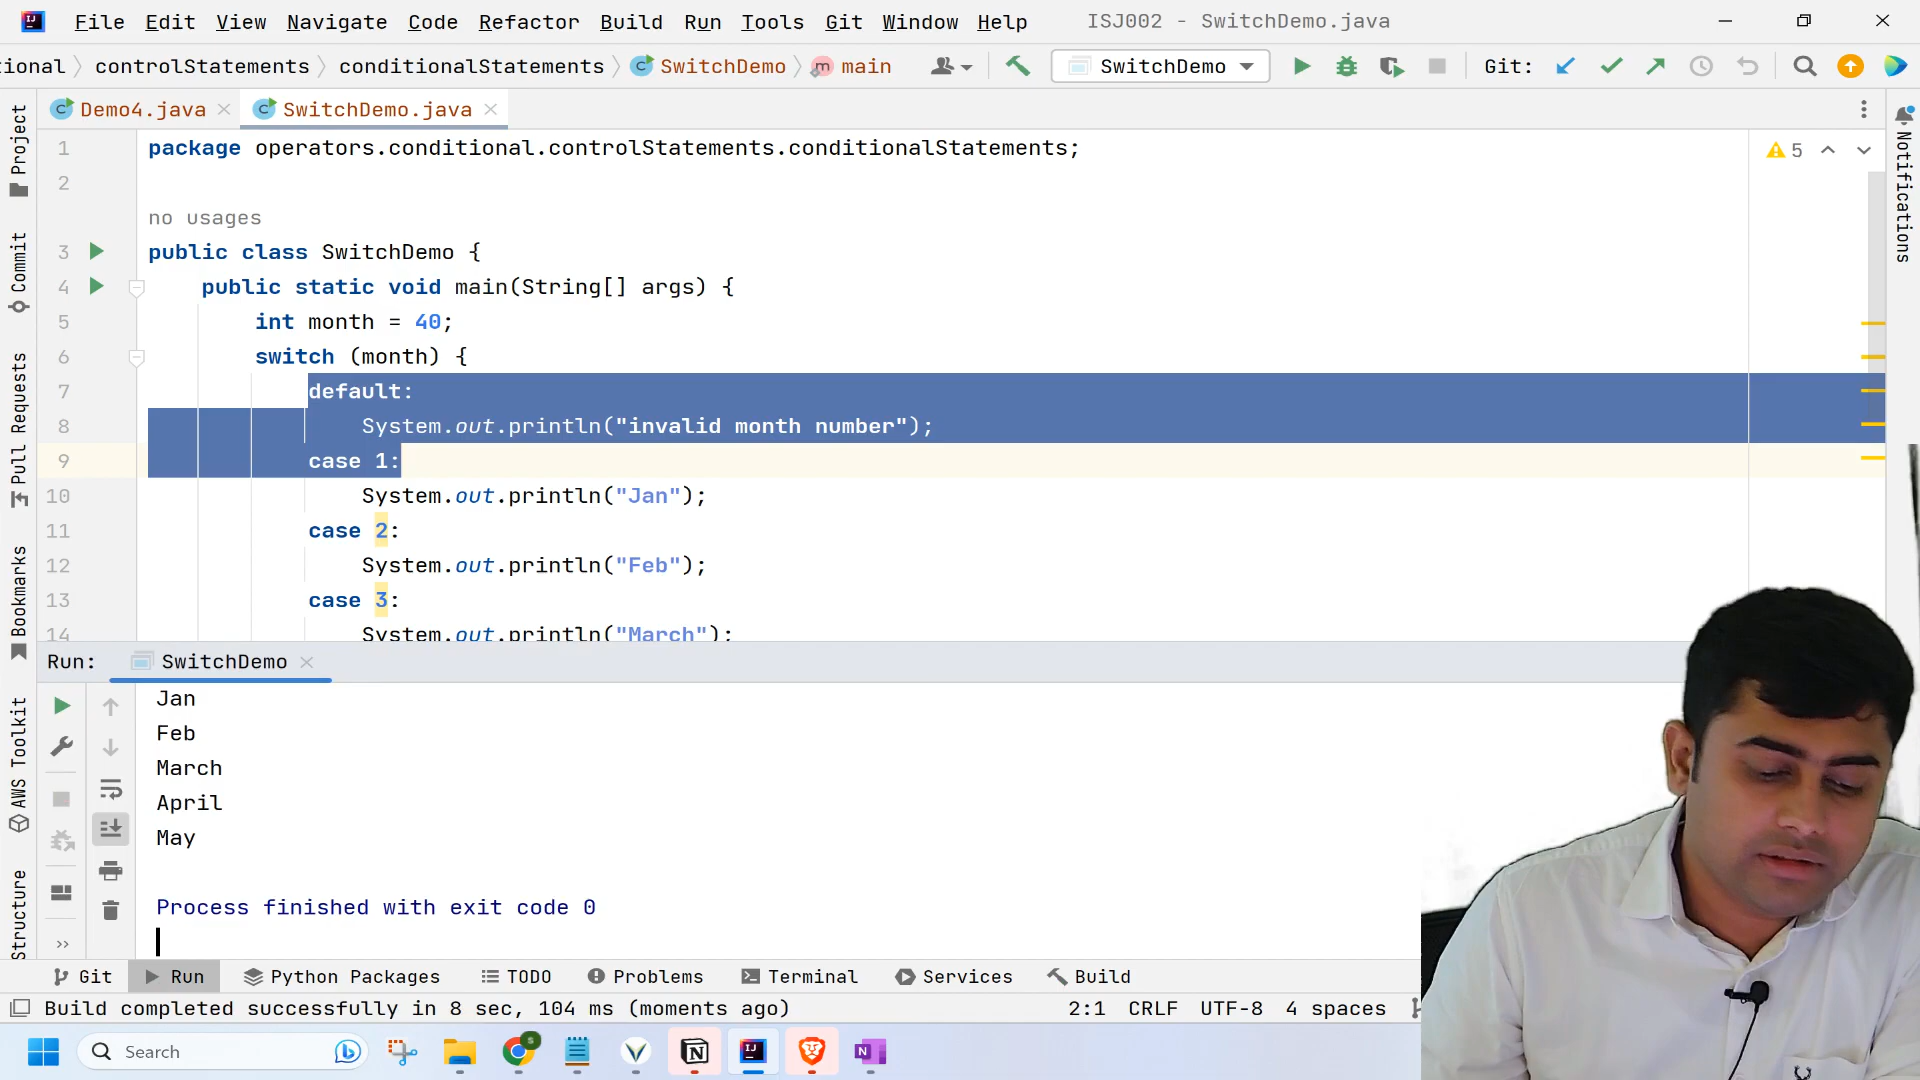 File Edit View Navigate Code Refactor Build Run Tools Git Window Help ISJ002 - SwitchDemo.java
tional controlStatements conditionalStatements SwitchDemo main SwitchDemo Git:
Demo4.java SwitchDemo.java
1 package operators.conditional.controlStatements.conditionalStatements;
5
2
no usages
3 public class SwitchDemo {
4 public static void main(String[] args) {
5 int month = 40;
6 switch (month) {
7 default:
8 System.out.println("invalid month number");
9 case 1:
10 System.out.println("Jan");
11 case 2:
12 System.out.println("Feb");
13 case 3:
14 System.out.println("March");
Project
Commit
Pull Requests
Bookmarks
AWS Toolkit
Structure
Notifications
Run: SwitchDemo
Jan
Feb
March
April
May
Process finished with exit code 0
Git Run Python Packages TODO Problems Terminal Services Build
Build completed successfully in 8 sec, 104 ms (moments ago) 2:1 CRLF UTF-8 4 spaces
Search